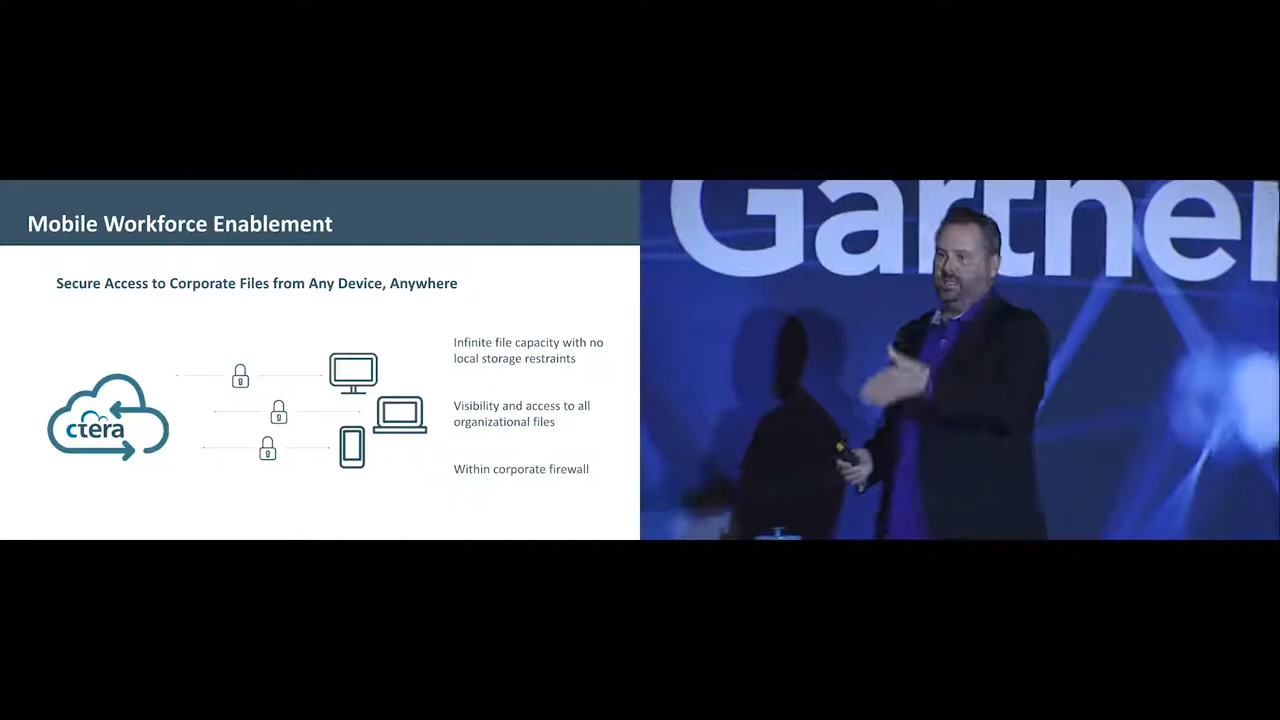 Mobile Workforce Enablement
Secure Access to Corporate Files from Any Device, Anywhere
Infinite file capacity with no
local storage restraints
Visibility and access to all
organizational files
Within corporate firewall
ctera
Gartner